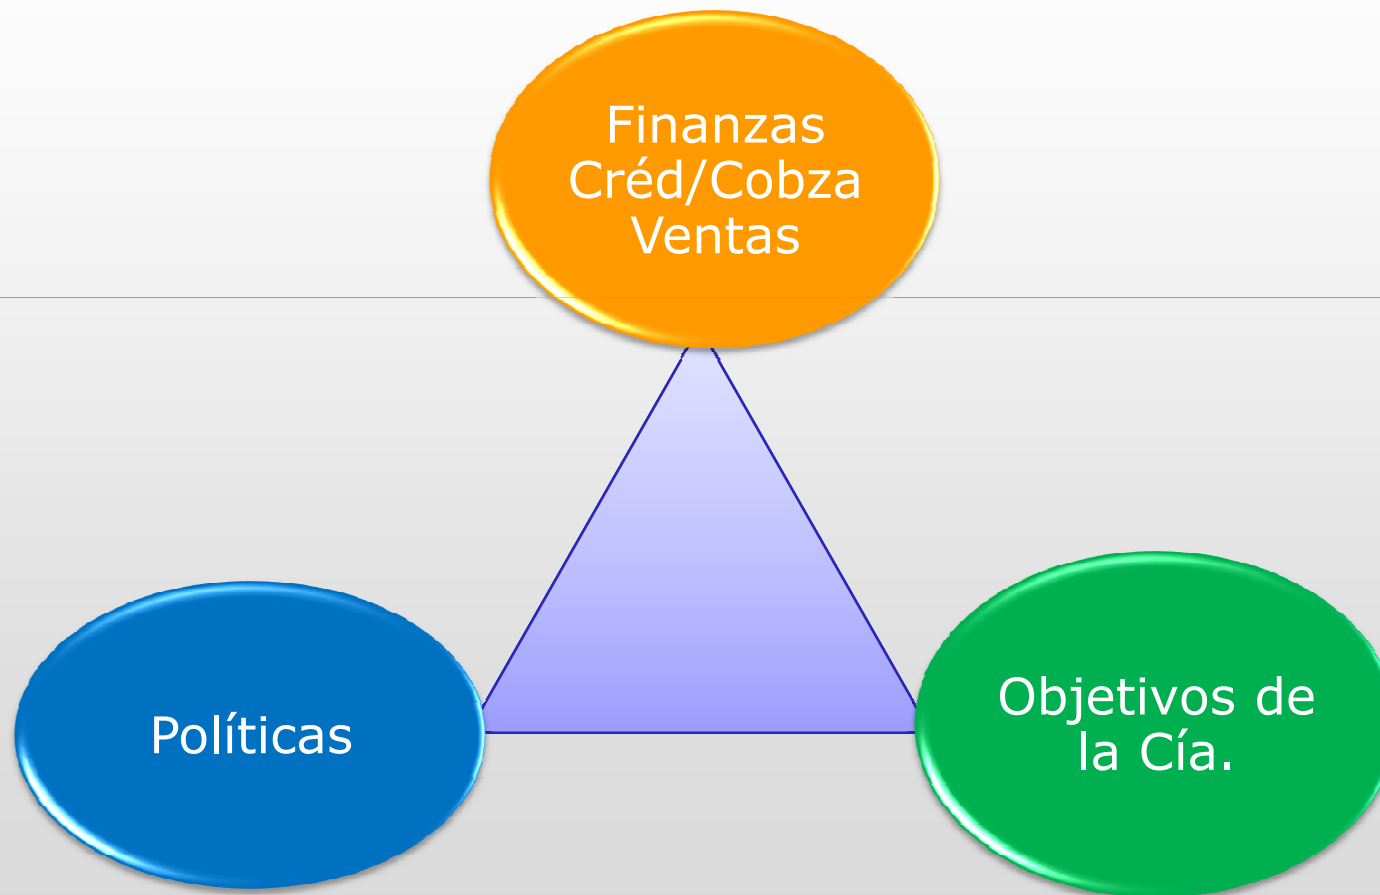 Finanzas
Créd/Cobza
Ventas
Políticas
Objetivos de
la Cía.